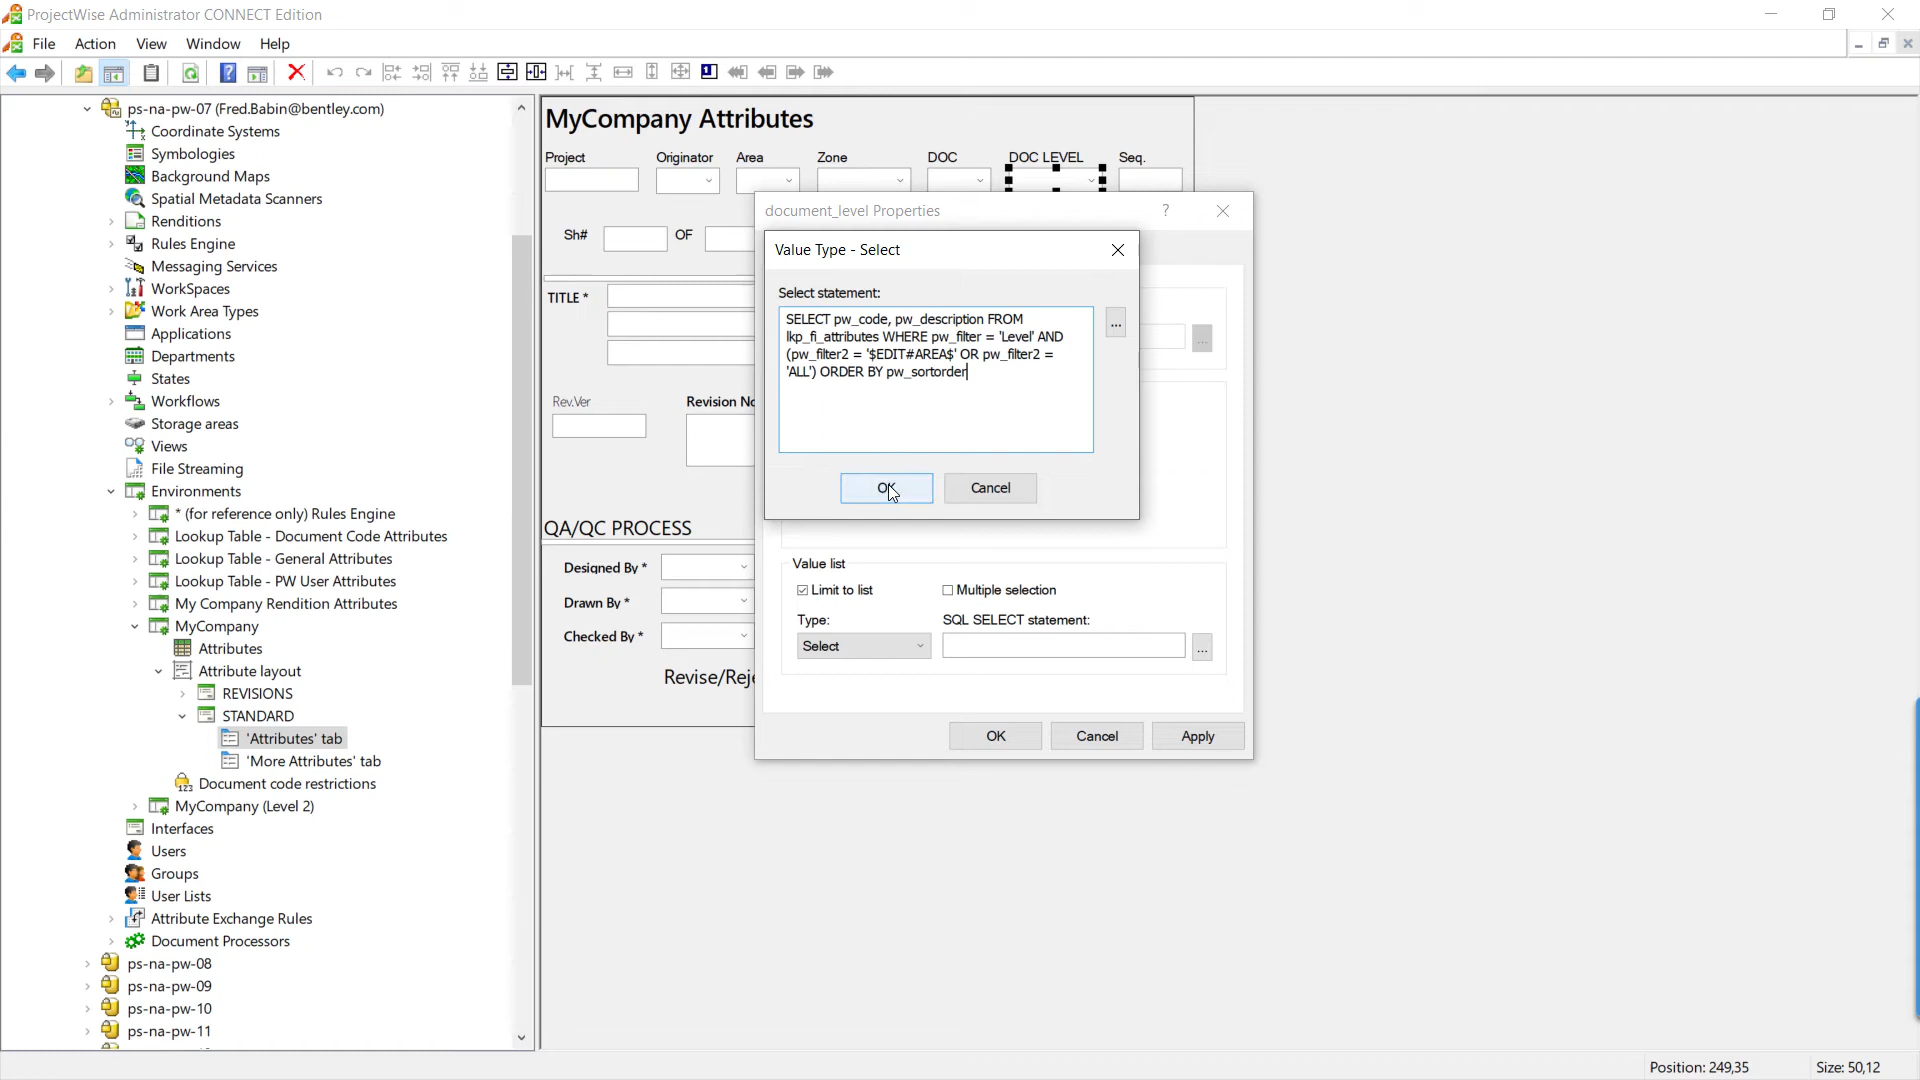 ProjectWise Administrator CONNECT Edition
File Action View Window Help
ps-na-pw-07 (Fred.Babin@bentley.com)
Coordinate Systems
Symbologies
Background Maps
Spatial Metadata Scanners
Renditions
Rules Engine
Messaging Services
WorkSpaces
Work Area Types
Applications
Departments
States
Workflows
Storage areas
Views
File Streaming
Environments
* (for reference only) Rules Engine
Lookup Table - Document Code Attributes
Lookup Table - General Attributes
Lookup Table - PW User Attributes
My Company Rendition Attributes
MyCompany
Attributes
Attribute layout
REVISIONS
STANDARD
'Attributes' tab
'More Attributes' tab
Document code restrictions
MyCompany (Level 2)
Interfaces
Users
Groups
User Lists
Attribute Exchange Rules
Document Processors
ps-na-pw-08
ps-na-pw-09
ps-na-pw-10
ps-na-pw-11
MyCompany Attributes
Project Originator Area Zone DOC DOC LEVEL Seq.
Sh# OF
TITLE *
Rev.Ver Revision No
QA/QC PROCESS
Designed By *
Drawn By *
Checked By *
Revise/Reje
document_level Properties ?
Value Type - Select
Select statement:
SELECT pw_code, pw_description FROM
lkp_fi_attributes WHERE pw_filter = 'Level' AND
(pw_filter2 = '$EDIT#AREA$' OR pw_filter2 =
'ALL') ORDER BY pw_sortorder
...
OK Cancel
...
Value list
Limit to list Multiple selection
Type: SQL SELECT statement:
Select ...
OK Cancel Apply
Position: 249,35 Size: 50,12